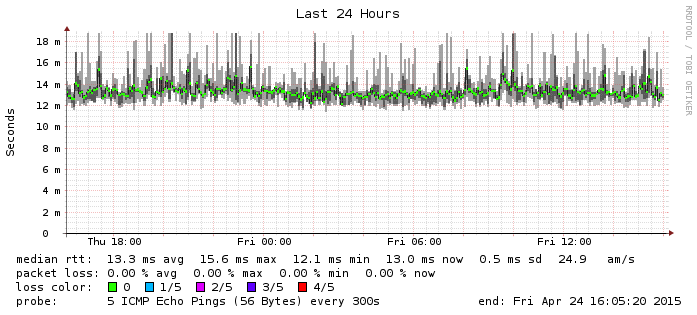 Last 24 Hours
RRDTOOL / TOBI OETIKER
Seconds
18 m
16 m
14 m
12 m
10 m
8 m
6 m
4 m
2 m
0
Thu 18:00 Fri 00:00 Fri 06:00 Fri 12:00
median rtt: 13.3 ms avg 15.6 ms max 12.1 ms min 13.0 ms now 0.5 ms sd 24.9 am/s
packet loss: 0.00 % avg 0.00 % max 0.00 % min 0.00 % now
loss color: 0 1/5 2/5 3/5 4/5
probe: 5 ICMP Echo Pings (56 Bytes) every 300s end: Fri Apr 24 16:05:20 2015